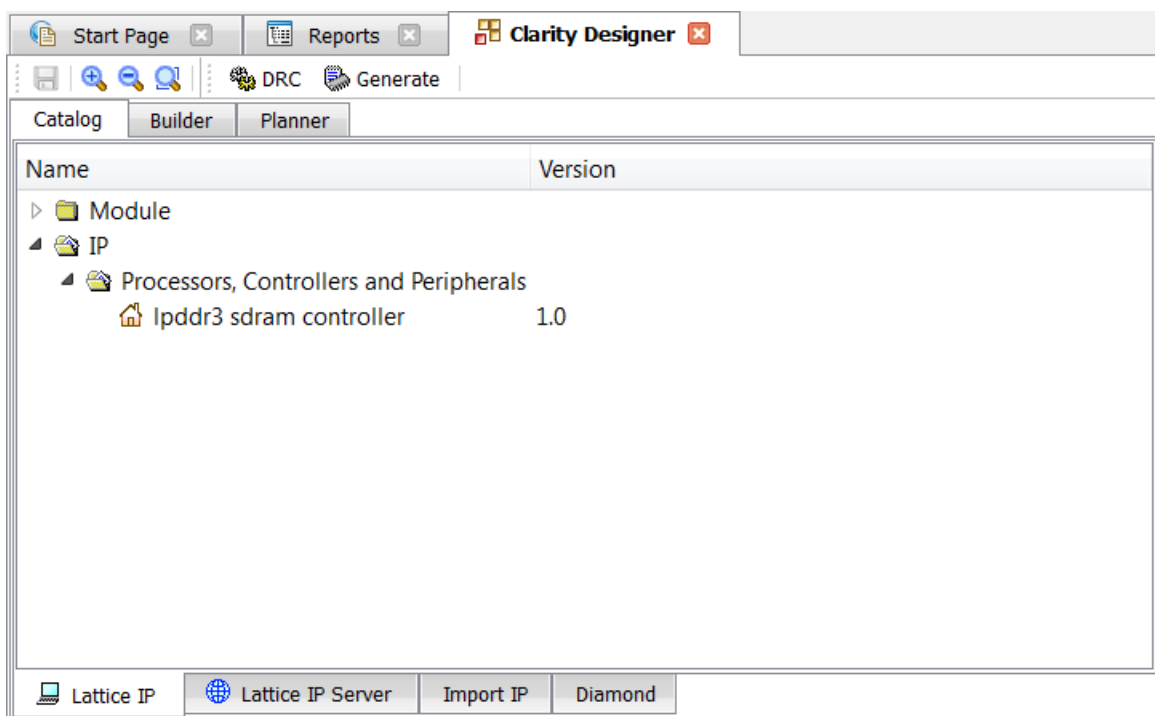 Start Page Reports Clarity Designer
DRC Generate
Catalog Builder Planner
Name Version
Module
IP
Processors, Controllers and Peripherals
lpddr3 sdram controller 1.0
Lattice IP Lattice IP Server Import IP Diamond